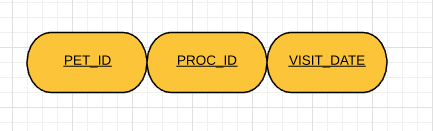 PET_ID PROC_ID VISIT_DATE